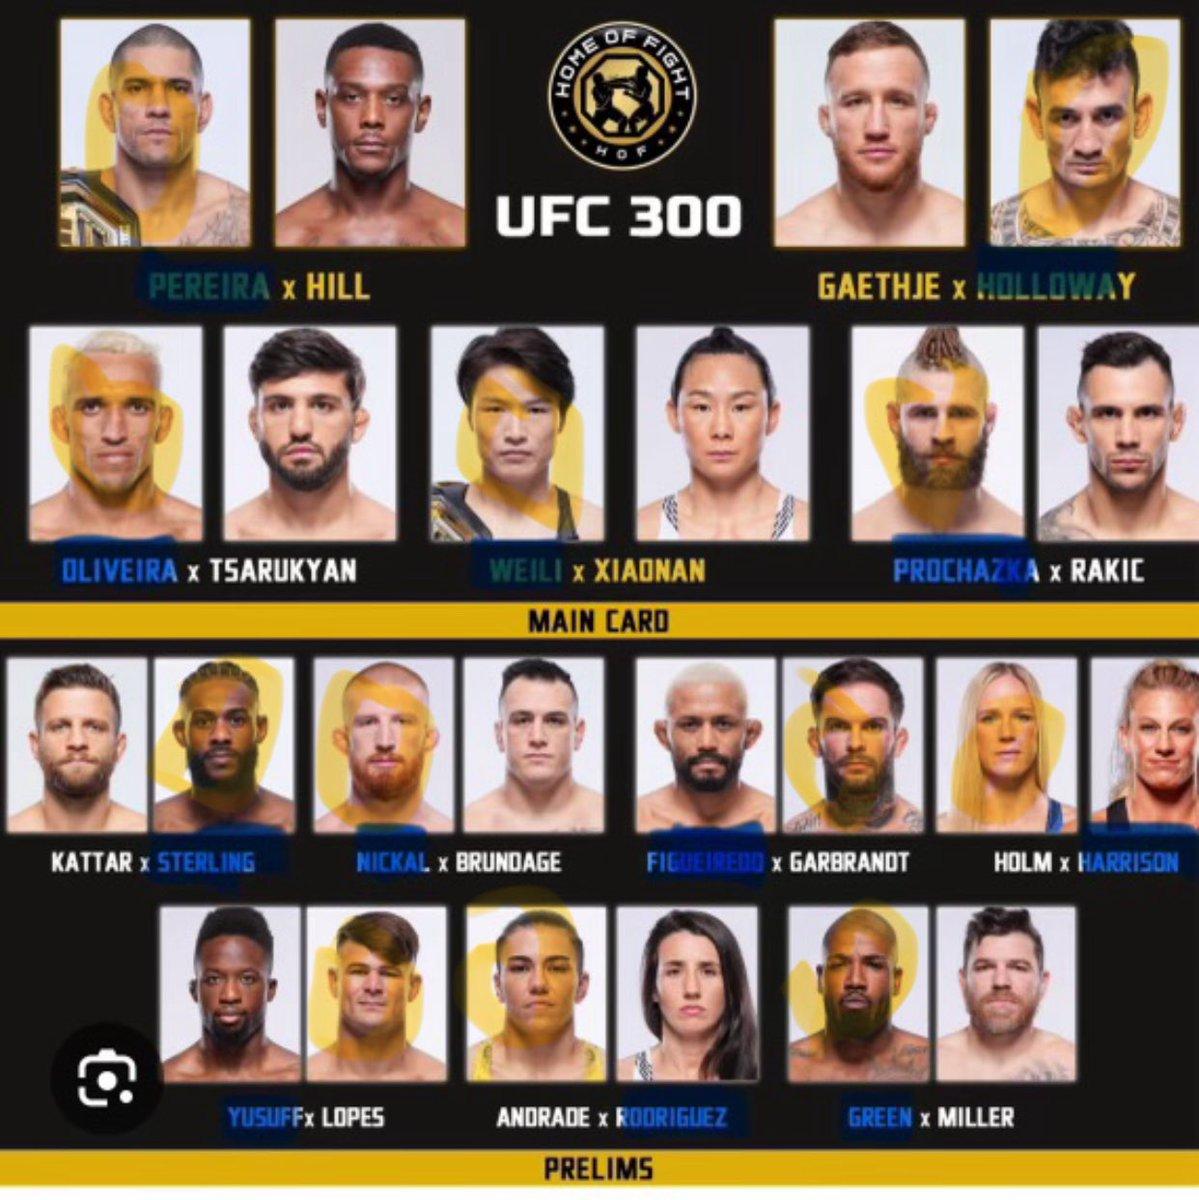 HOME OF FIGHT
HOF
UFC 300
PEREIRA x HILL
GAETHJE x HOLLOWAY
OLIVEIRA x TSARUKYAN
WEILI x XIAONAN
PROCHAZKA x RAKIC
MAIN CARD
KATTAR x STERLING
NICKAL x BRUNDAGE
FIGUEIREDO x GARBRANDT
HOLM x HARRISON
YUSUFF x LOPES
ANDRADE x RODRIGUEZ
GREEN x MILLER
PRELIMS